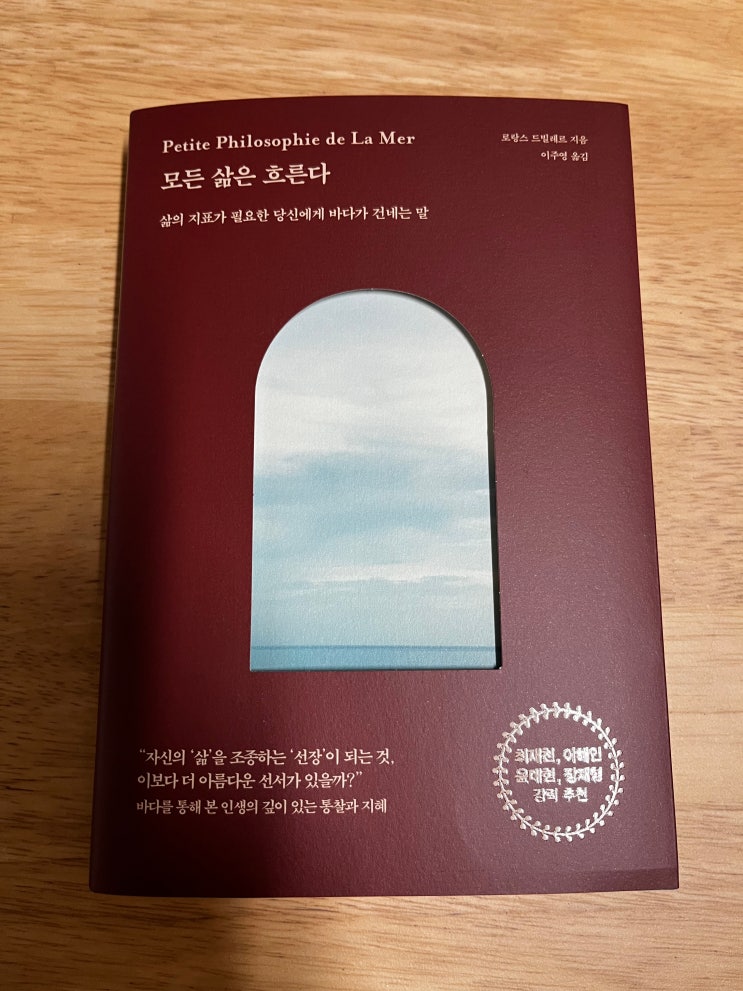 Petite Philosophie de La Mer
모든 삶은 흐른다
삶의 지표가 필요한 당신에게 바다가 건네는 말
로랑스 드빌레르 지음
이주영 옮김
“자신의 ‘삶’을 조종하는 ‘선장’이 되는 것,
이보다 더 아름다운 선서가 있을까?”
바다를 통해 본 인생의 깊이 있는 통찰과 지혜
최재천, 이해인
윤대현, 장재형
강력 추천